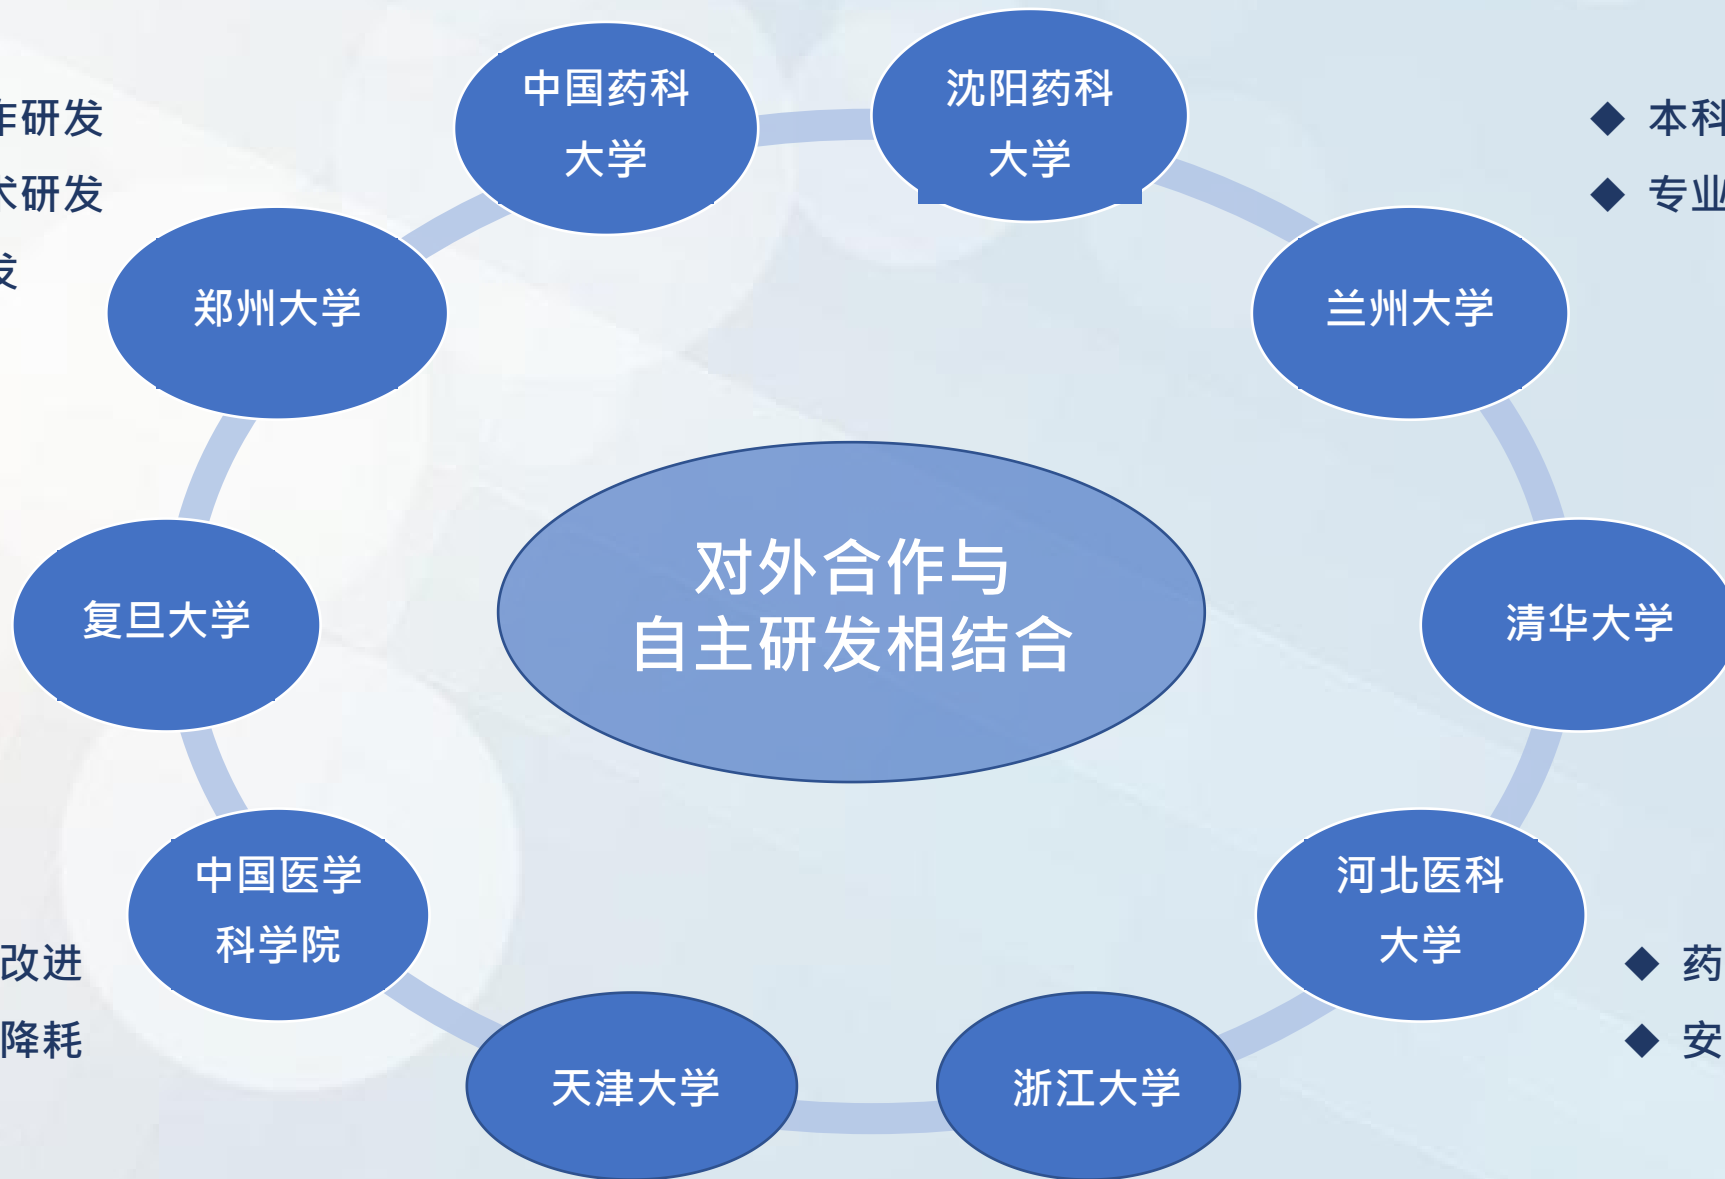 中国药科
大学
沈阳药科
大学
作研发
术研发
发
◆ 本科
◆ 专业
郑州大学
兰州大学
对外合作与
自主研发相结合
复旦大学
清华大学
中国医学
科学院
河北医科
大学
改进
降耗
◆ 药
◆ 安
天津大学
浙江大学